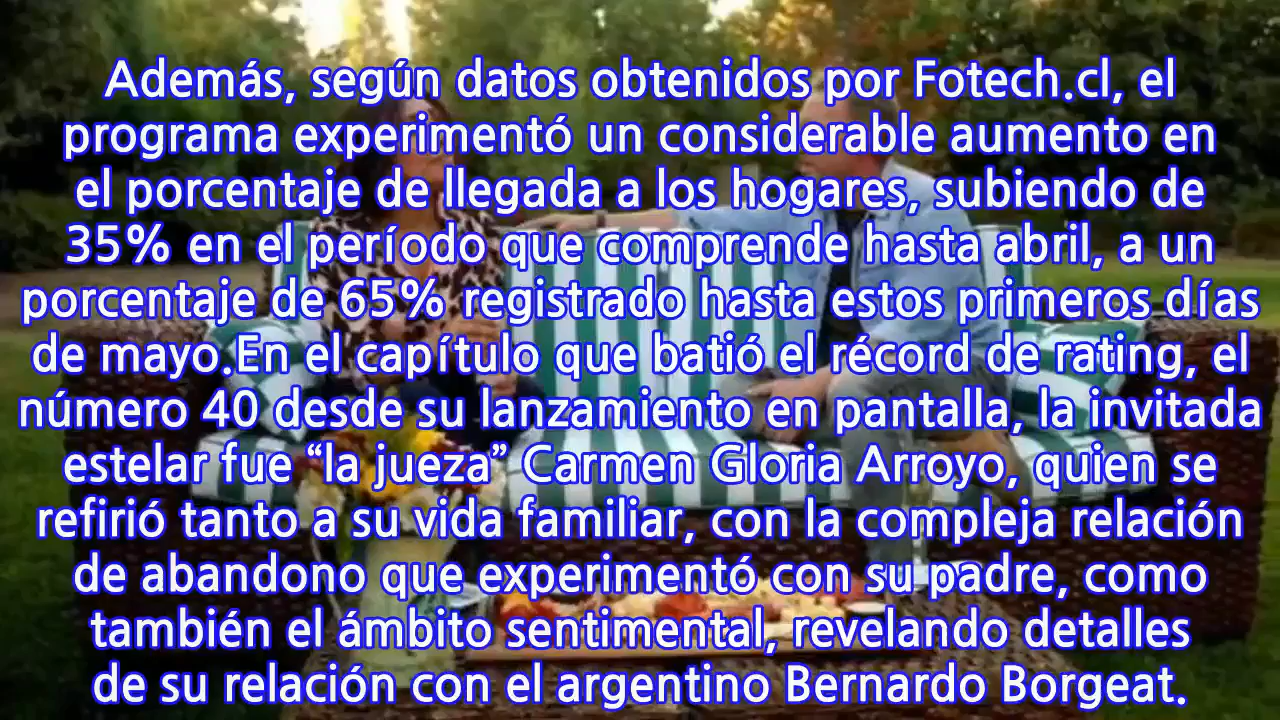 Además, según datos obtenidos por Fotech.cl, el
programa experimentó un considerable aumento en
el porcentaje de llegada a los hogares, subiendo de
35% en el período que comprende hasta abril, a un
porcentaje de 65% registrado hasta estos primeros días
de mayo.En el capítulo que batió el récord de rating, el
número 40 desde su lanzamiento en pantalla, la invitada
estelar fue “la jueza” Carmen Gloria Arroyo, quien se
refirió tanto a su vida familiar, con la compleja relación
de abandono que experimentó con su padre, como
también el ámbito sentimental, revelando detalles
de su relación con el argentino Bernardo Borgeat.